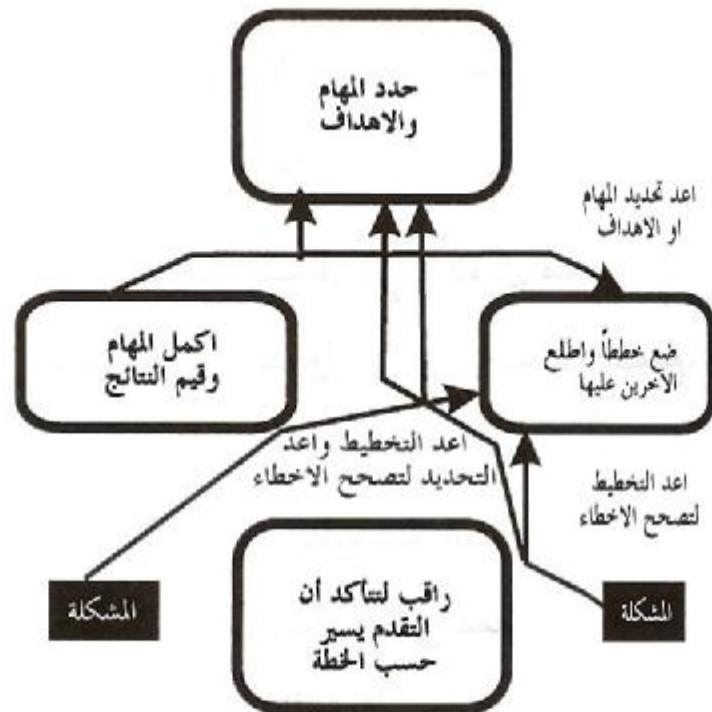 حدد المهام
والاهداف
اعد تحديد المهام
او الاهداف
ضع خططاً واطلع
الاخرين عليها
اكمل المهام
وقيم النتائج
اعد التخطيط واعد
التحديد لتصحح الاخطاء
اعد التخطيط
لتصحح الاخطاء
المشكلة
راقب لتتأكد أن
التقدم يسير
حسب الخطة
المشكلة